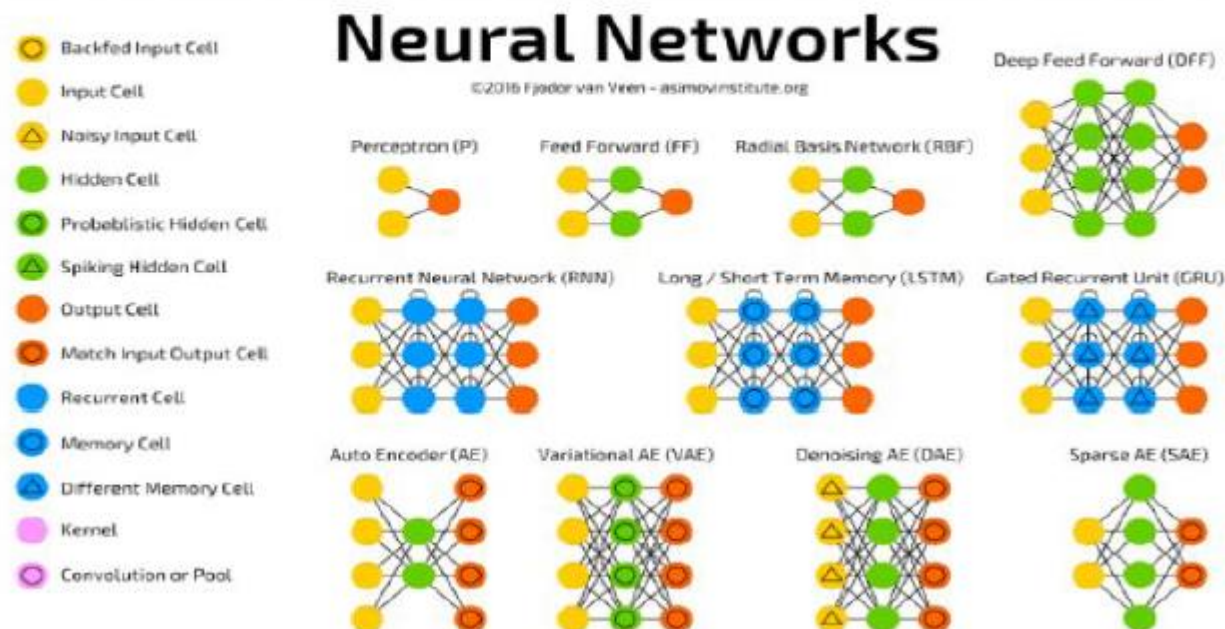 Neural Networks
©2016 Fjodor van Veen - asimovinstitute.org
Backfed Input Cell
Input Cell
Noisy Input Cell
Hidden Cell
Probablistic Hidden Cell
Spiking Hidden Cell
Output Cell
Match Input Output Cell
Recurrent Cell
Memory Cell
Different Memory Cell
Kernel
Convolution or Pool
Deep Feed Forward (DFF)
Perceptron (P)
Feed Forward (FF)
Radial Basis Network (RBF)
Recurrent Neural Network (RNN)
Long / Short Term Memory (LSTM)
Gated Recurrent Unit (GRU)
Auto Encoder (AE)
Variational AE (VAE)
Denoising AE (DAE)
Sparse AE (SAE)